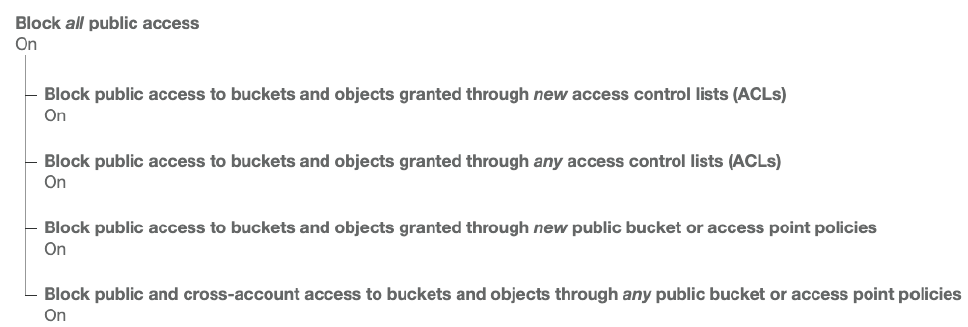 Block all public access
On
Block public access to buckets and objects granted through new access control lists (ACLs)
On
Block public access to buckets and objects granted through any access control lists (ACLs)
On
Block public access to buckets and objects granted through new public bucket or access point policies
On
Block public and cross-account access to buckets and objects through any public bucket or access point policies
On